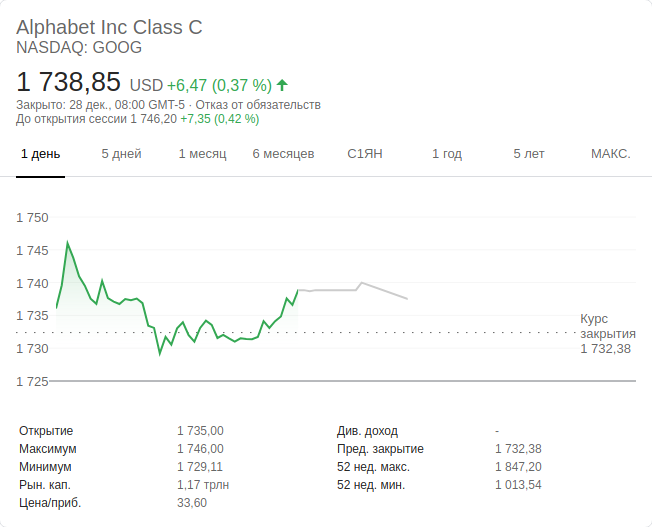 Alphabet Inc Class C
NASDAQ: GOOG
1 738,85 USD +6,47 (0,37 %)
Закрыто: 28 дек., 08:00 GMT-5 · Отказ от обязательств
До открытия сессии 1 746,20 +7,35 (0,42 %)
1 день 5 дней 1 месяц 6 месяцев С1ЯН 1 год 5 лет МАКС.
1 750
1 745
1 740
1 735
1 730
1 725
Курс
закрытия
1 732,38
Открытие 1 735,00 Див. доход -
Максимум 1 746,00 Пред. закрытие 1 732,38
Минимум 1 729,11 52 нед. макс. 1 847,20
Рын. кап. 1,17 трлн 52 нед. мин. 1 013,54
Цена/приб. 33,60